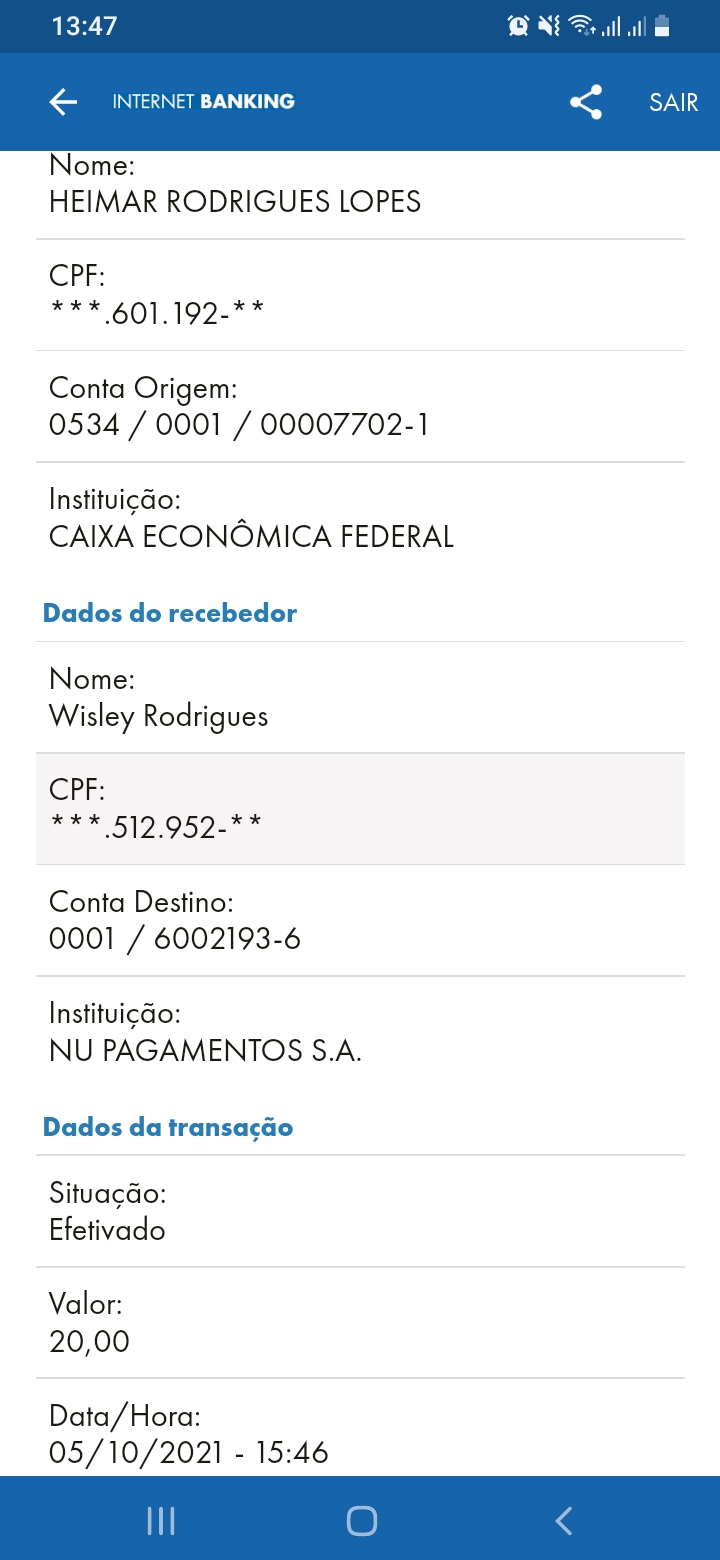 13:47
INTERNET BANKING
SAIR
Nome:
HEIMAR RODRIGUES LOPES
CPF:
***.601.192-**
Conta Origem:
0534 / 0001 / 00007702-1
Instituição:
CAIXA ECONÔMICA FEDERAL
Dados do recebedor
Nome:
Wisley Rodrigues
CPF:
***.512.952-**
Conta Destino:
0001 / 6002193-6
Instituição:
NU PAGAMENTOS S.A.
Dados da transação
Situação:
Efetivado
Valor:
20,00
Data/Hora:
05/10/2021 - 15:46